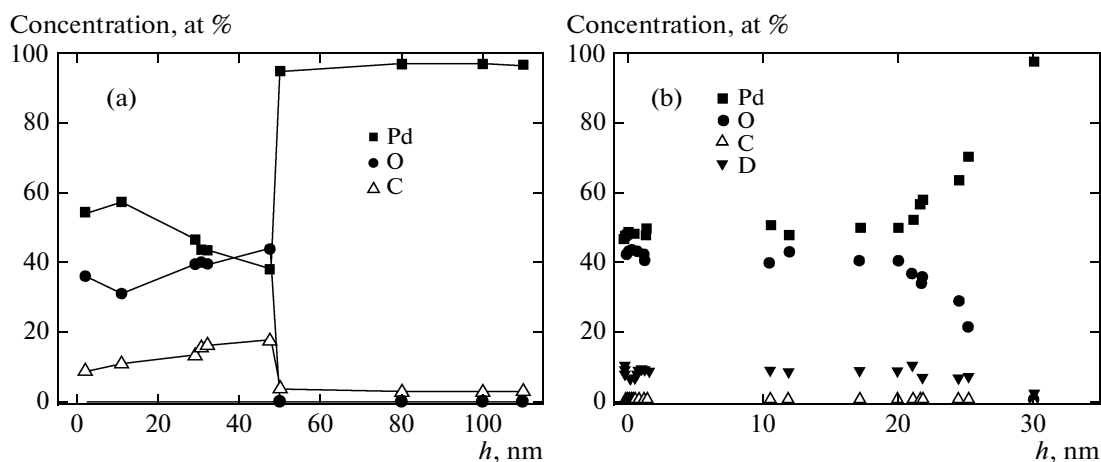 Concentration, at %
100
(a)
80
Pd
O
C
60
40
20
0
0 20 40 60 80 100
h, nm
Concentration, at %
100
(b)
Pd
O
C
D
80
60
40
20
0
0 10 20 30
h, nm